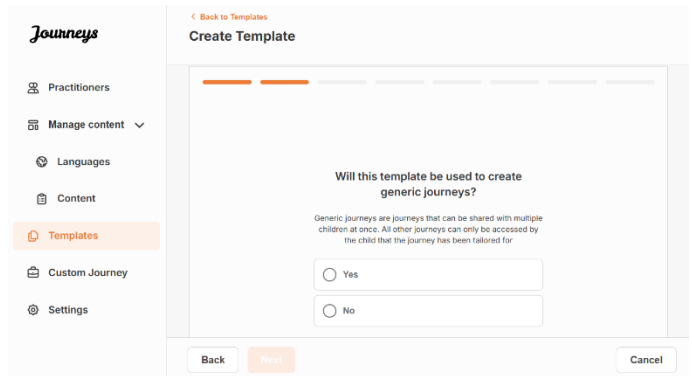 Journeys
Practitioners
Manage content
Languages
Content
Templates
Custom Journey
Settings
< Back to Templates
Create Template
Will this template be used to create
generic journeys?
Generic journeys are journeys that can be shared with multiple
children at once. All other journeys can only be accessed by
the child that the journey has been tailored for
Yes
No
Back
Next
Cancel